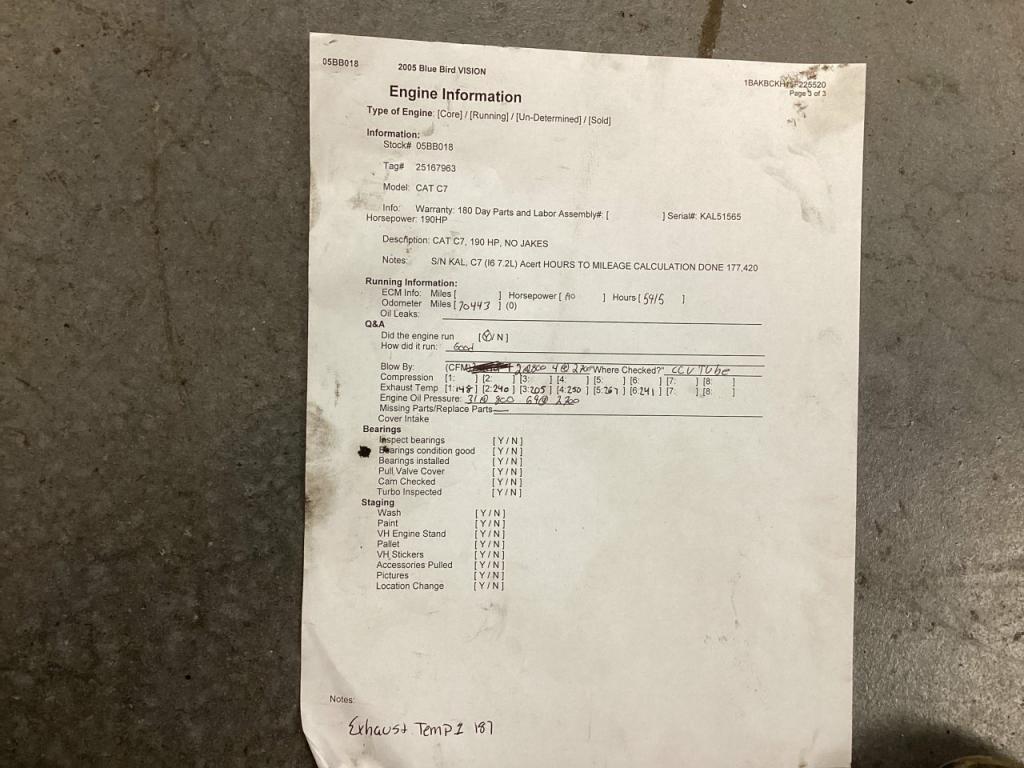 05BB018 2005 Blue Bird VISION
Page 3 of 3
Engine Information
Type of Engine: [Core] / [Running] / [Un-Determined] / [Sold]
Information:
Stock# 05BB018
Tag# 25167963
Model: CAT C7
Info: Warranty: 180 Day Parts and Labor Assembly#: [ ] Serial#: KAL51565
Horsepower: 190HP
Description: CAT C7, 190 HP, NO JAKES
Notes: S/N KAL, C7 (I6 7.2L) Acert HOURS TO MILEAGE CALCULATION DONE 177,420
Running Information:
ECM Info: Miles [ ] Horsepower [ ] Hours [ 5915 ]
Odometer Miles [ 70443 ] (0)
Oil Leaks:
Q&A
Did the engine run [ Y / N ]
How did it run: Good
Blow By: (CFM) 2 @ 800 4 @ "Where Checked?" CCV TUbe
Compression [1: ] [2: ] [3: ] [4: ] [5: ] [6: ] [7: ] [8: ]
Exhaust Temp [1: 148 ] [2: 240 ] [3: 205 ] [4: 250 ] [5: 267 ] [6: 241 ] [7: ] [8: ]
Engine Oil Pressure: 31 @ 800 69 @ 2200
Missing Parts/Replace Parts
Cover Intake
Bearings
Inspect bearings [ Y / N ]
Bearings condition good [ Y / N ]
Bearings installed [ Y / N ]
Pull Valve Cover [ Y / N ]
Cam Checked [ Y / N ]
Turbo Inspected [ Y / N ]
Staging
Wash [ Y / N ]
Paint [ Y / N ]
VH Engine Stand [ Y / N ]
Pallet [ Y / N ]
VH Stickers [ Y / N ]
Accessories Pulled [ Y / N ]
Pictures [ Y / N ]
Location Change [ Y / N ]
Notes:
Exhaust Temp 1 187